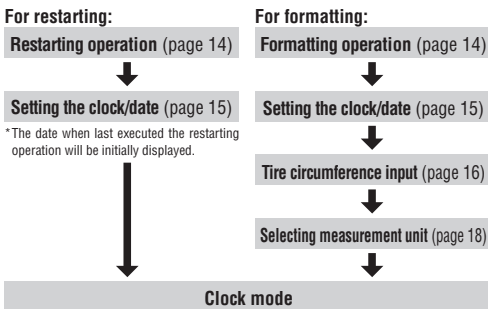 For restarting:
Restarting operation (page 14)
Setting the clock/date (page 15)
*The date when last executed the restarting
operation will be initially displayed.
For formatting:
Formatting operation (page 14)
Setting the clock/date (page 15)
Tire circumference input (page 16)
Selecting measurement unit (page 18)
Clock mode